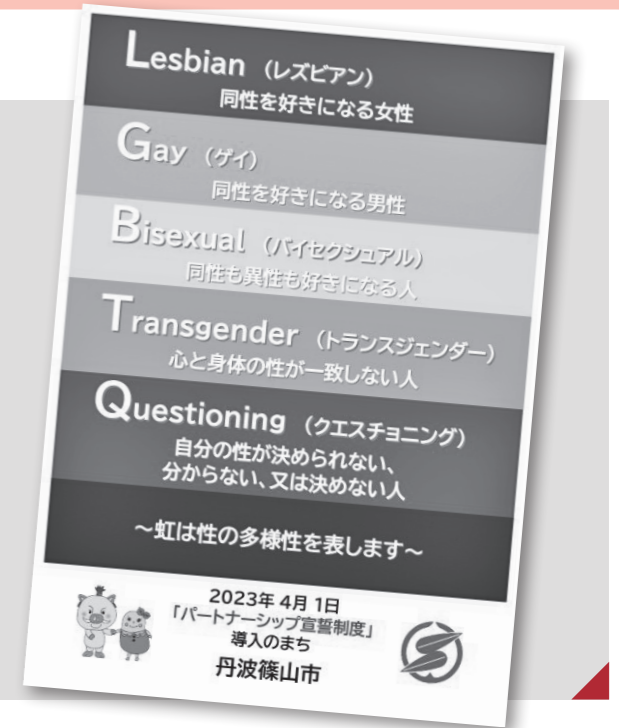 Lesbian (レズビアン)
同性を好きになる女性
Gay (ゲイ)
同性を好きになる男性
Bisexual (バイセクシュアル)
同性も異性も好きになる人
Transgender (トランスジェンダー)
心と身体の性が一致しない人
Questioning (クエスチョニング)
自分の性が決められない、
分からない、又は決めない人
～虹は性の多様性を表します～
2023年 4月 1日
「パートナーシップ宣誓制度」
導入のまち
丹波篠山市